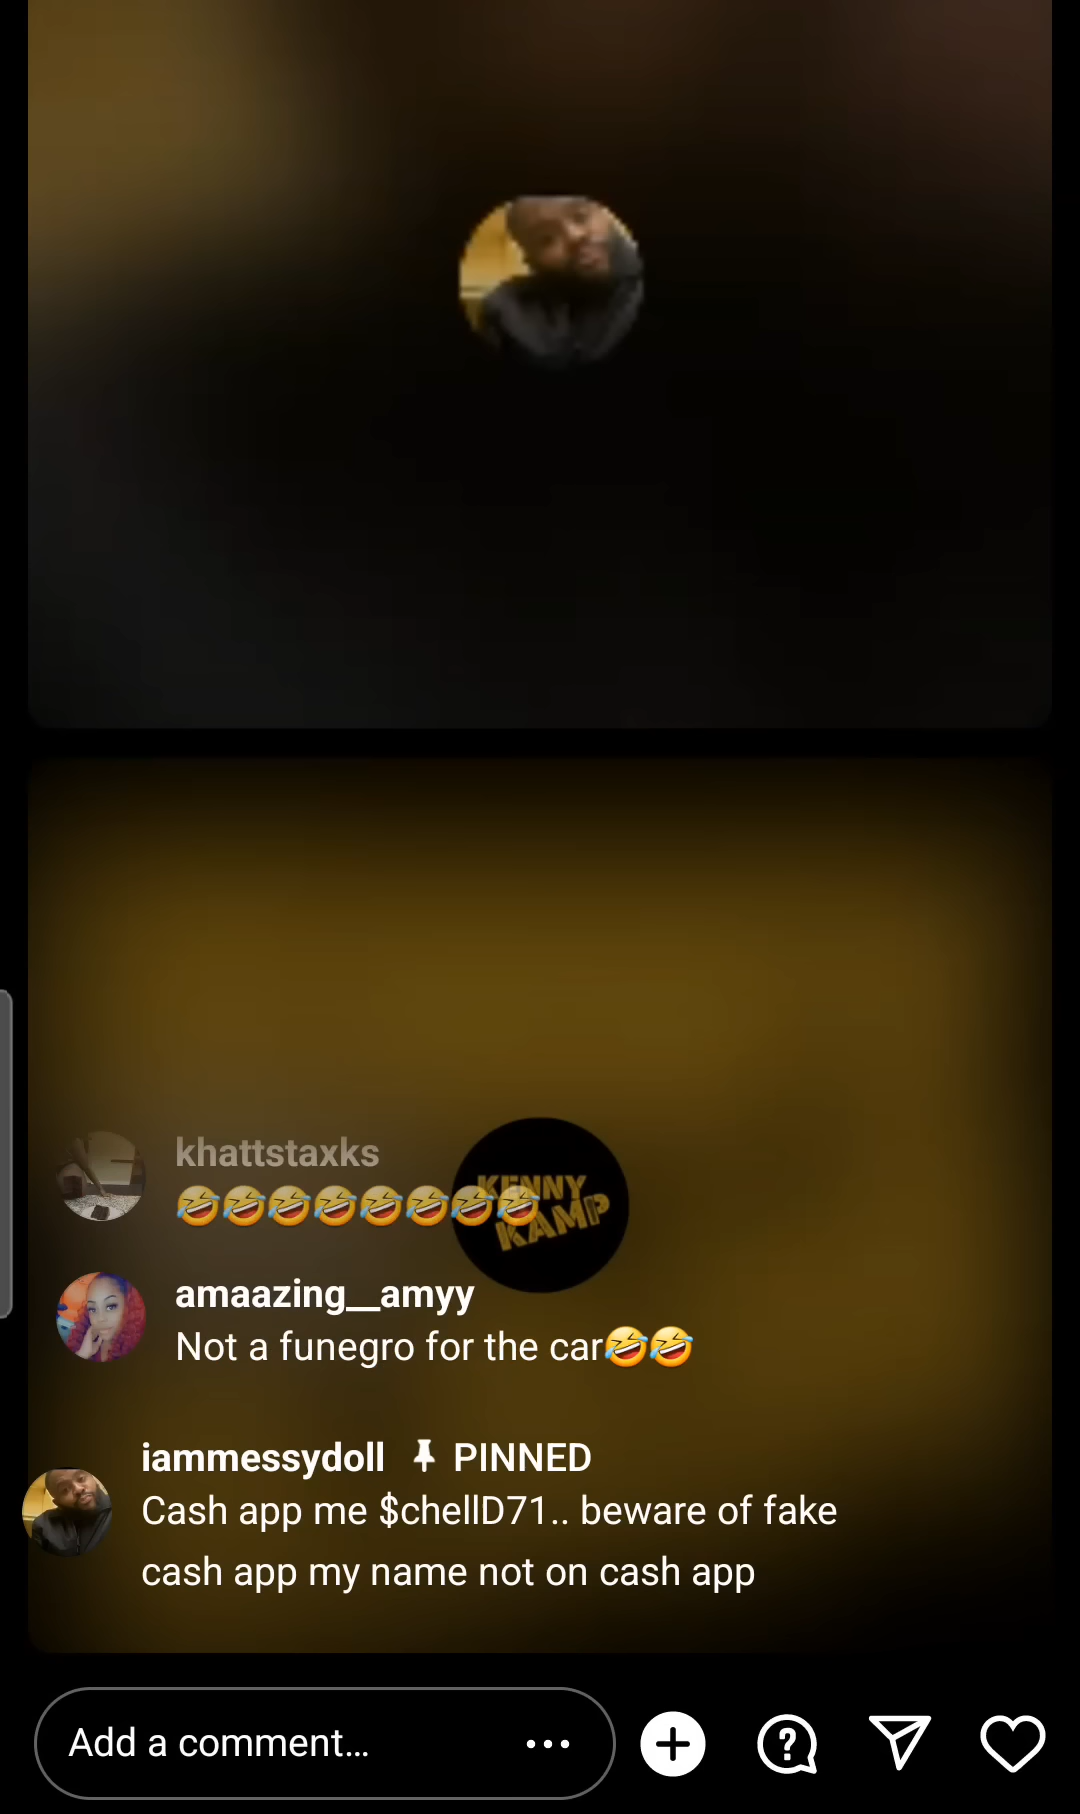 khattstaxks
🤣🤣🤣🤣🤣🤣🤣🤣
KENNY
KAMP
amaazing__amyy
Not a funegro for the car🤣🤣
iammessydoll 📌 PINNED
Cash app me $chellD71.. beware of fake
cash app my name not on cash app
Add a comment…